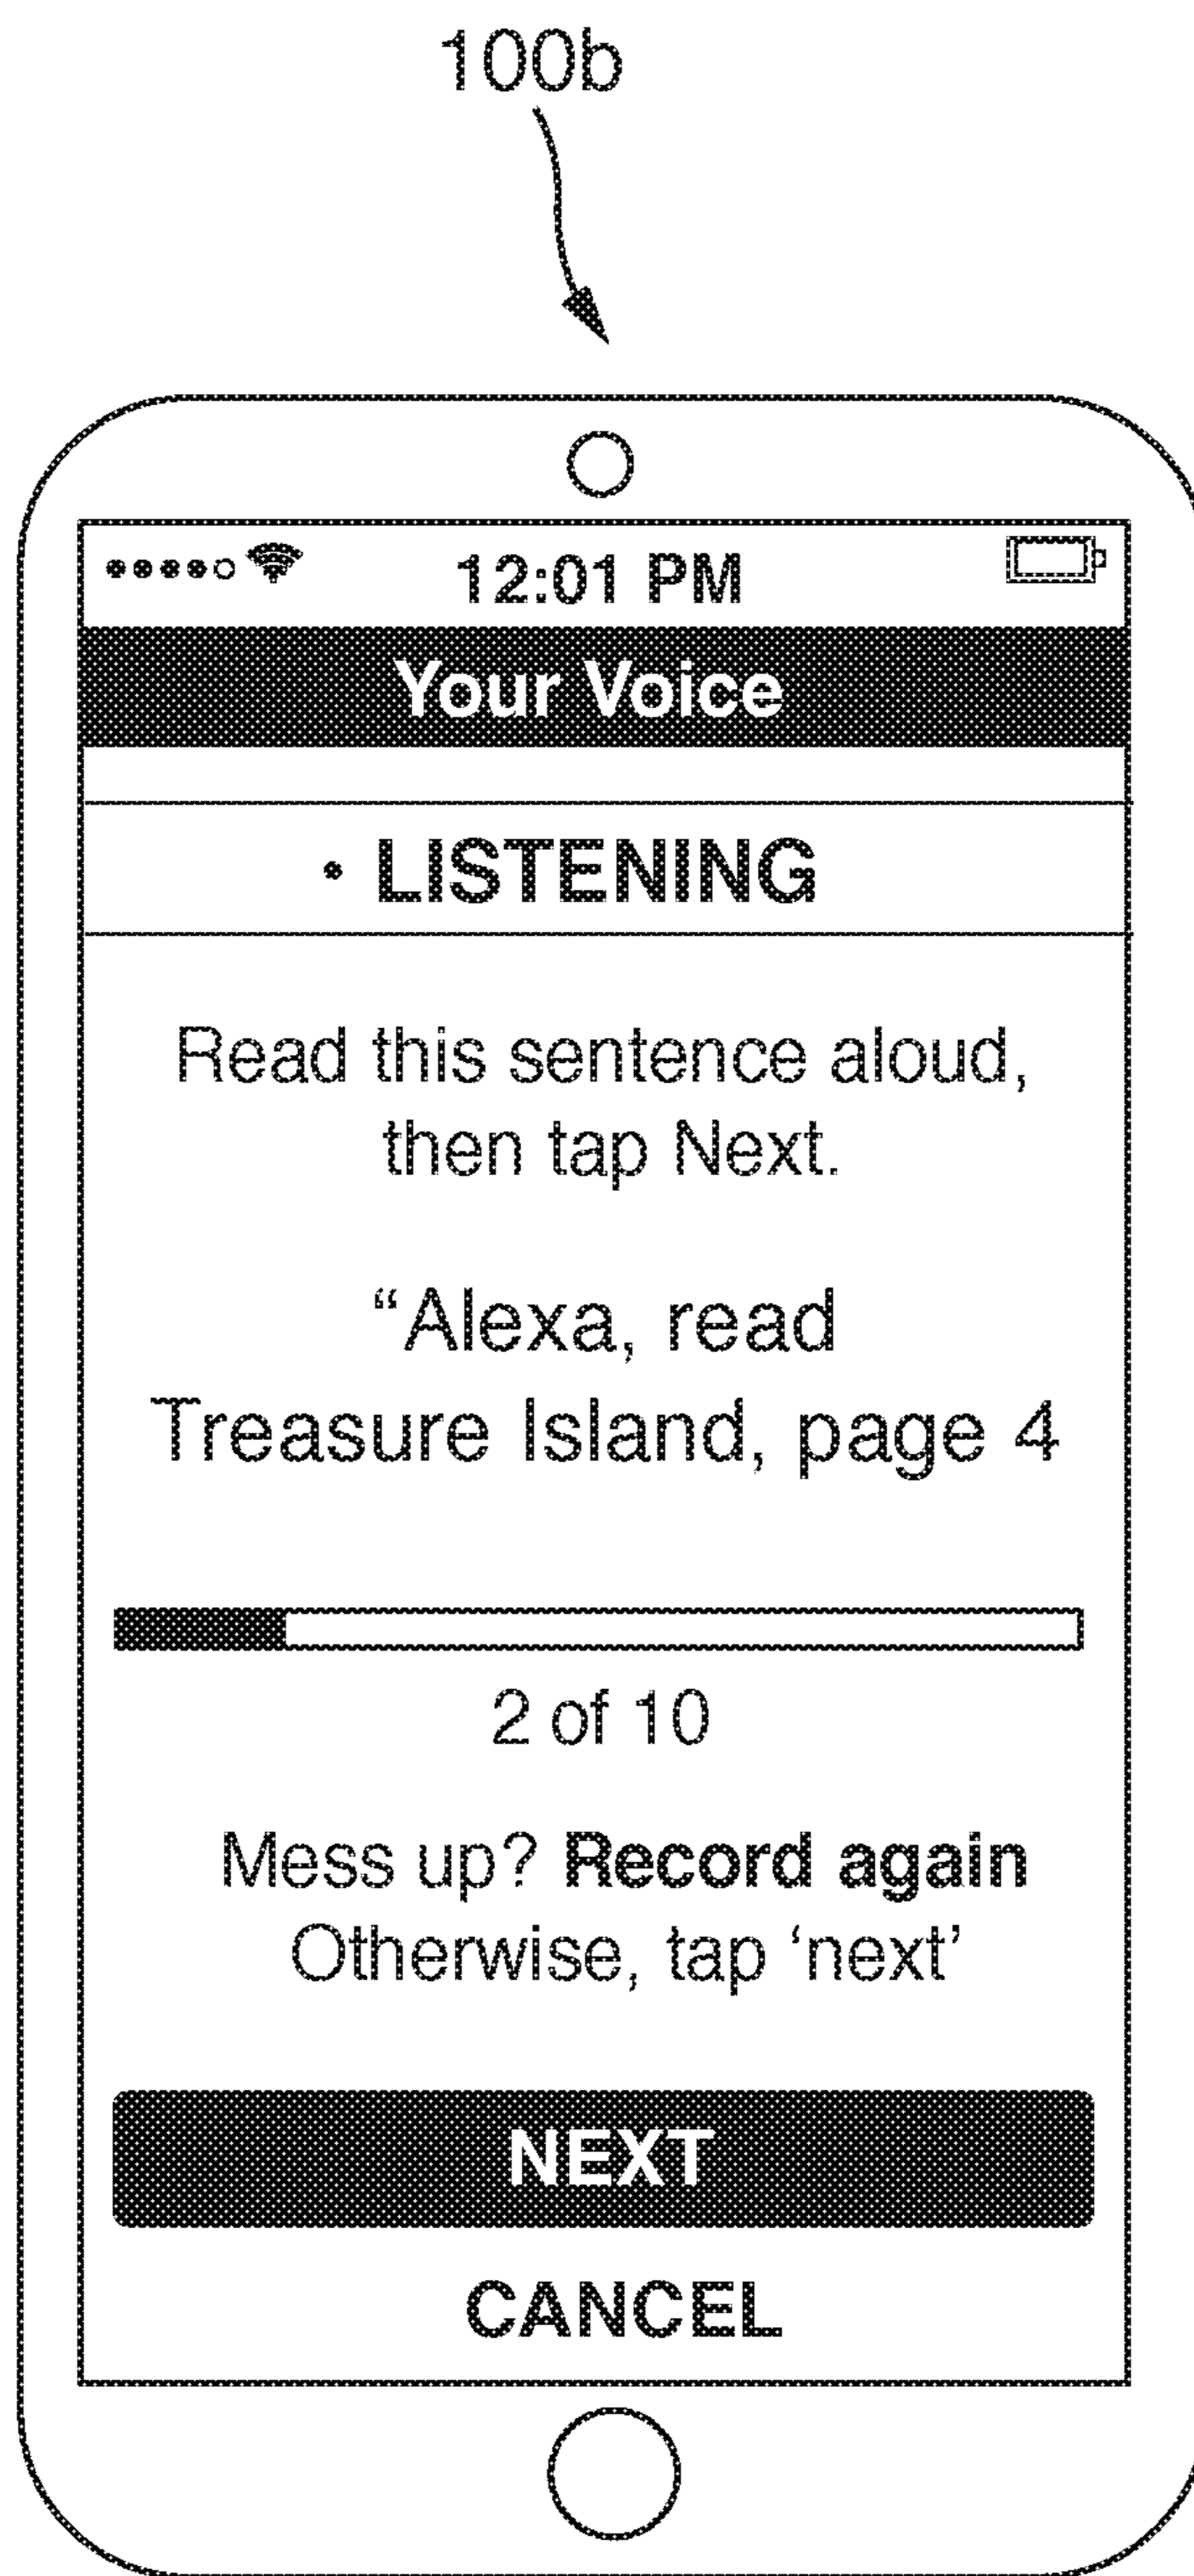 100b
12:01 PM
Your Voice
• LISTENING
Read this sentence aloud,
then tap Next.
“Alexa, read
Treasure Island, page 4
2 of 10
Mess up? Record again
Otherwise, tap ‘next’
NEXT
CANCEL